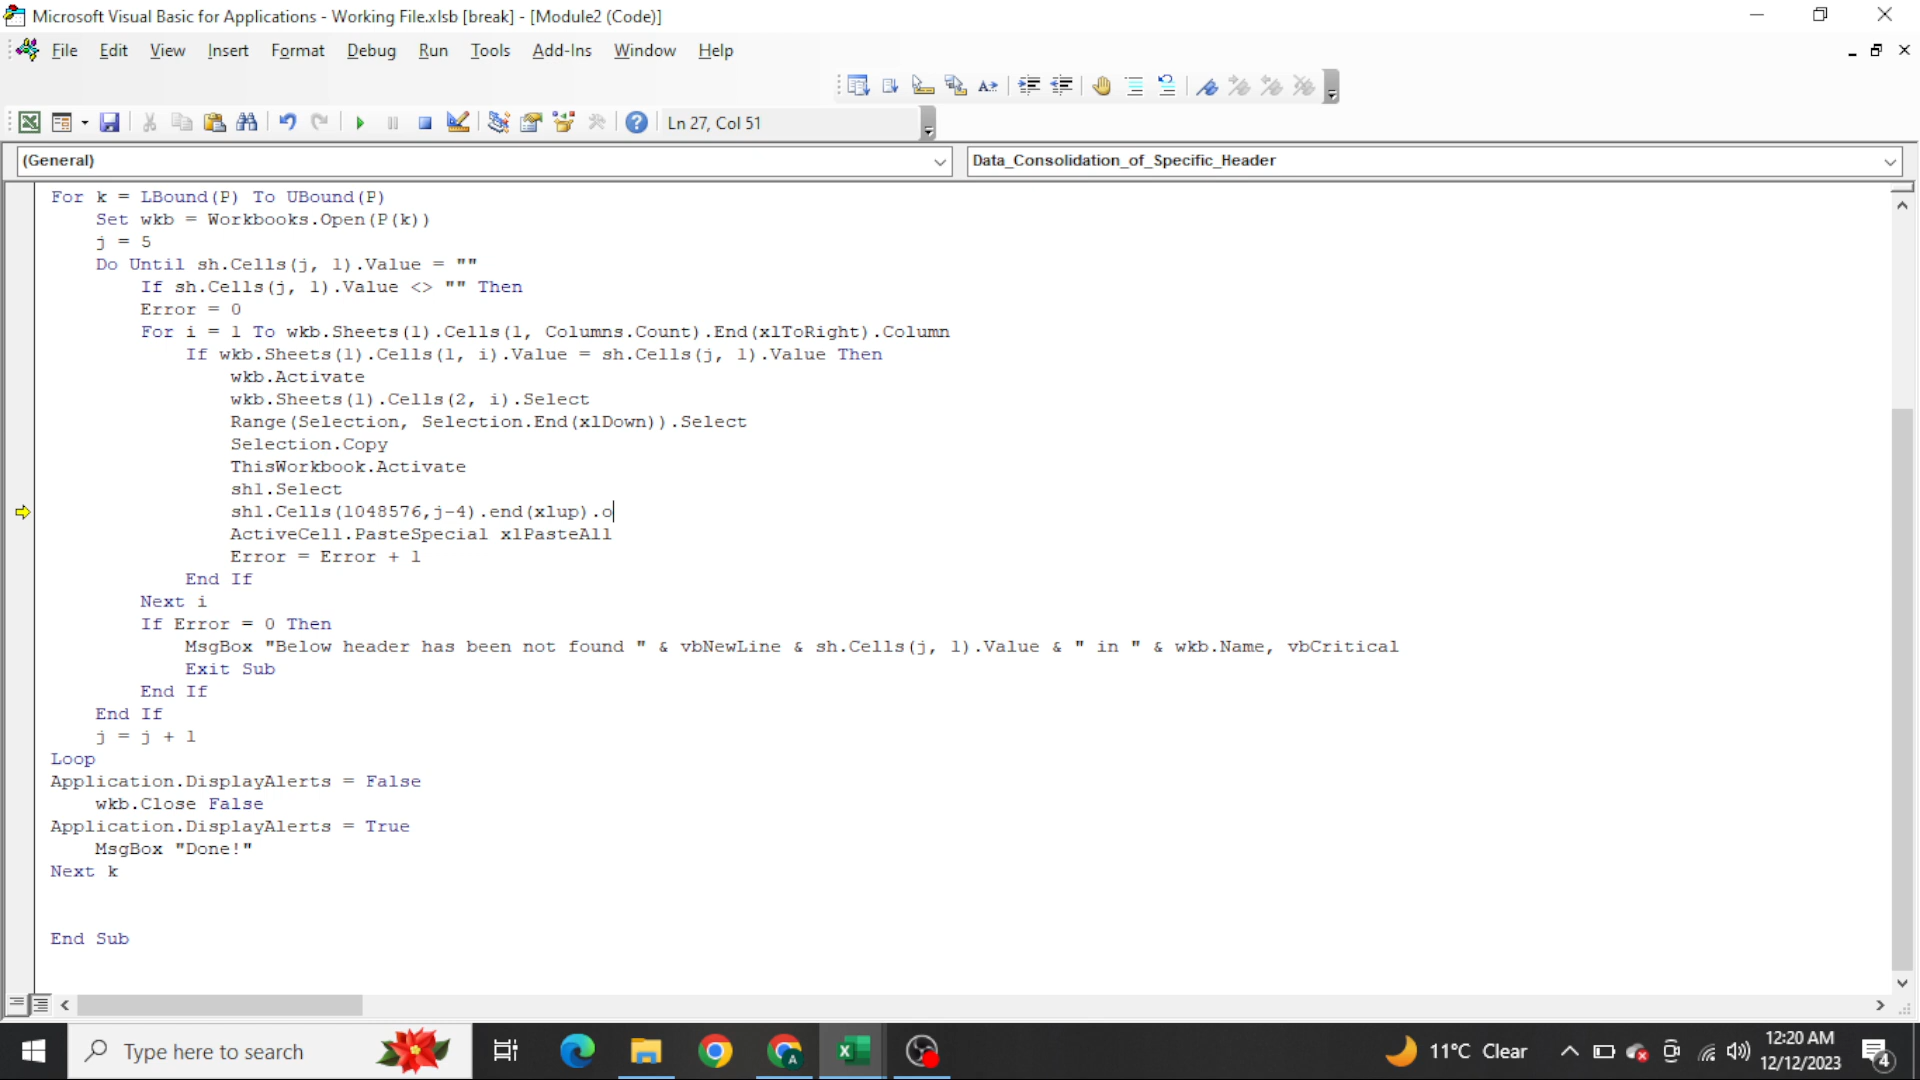 Microsoft Visual Basic for Applications - Working File.xlsb [break] - [Module2 (Code)]
File Edit View Insert Format Debug Run Tools Add-Ins Window Help
Ln 27, Col 51
(General) Data_Consolidation_of_Specific_Header
For k = LBound(P) To UBound(P)
Set wkb = Workbooks.Open(P(k))
j = 5
Do Until sh.Cells(j, 1).Value = ""
If sh.Cells(j, 1).Value <> "" Then
Error = 0
For i = 1 To wkb.Sheets(1).Cells(1, Columns.Count).End(xlToRight).Column
If wkb.Sheets(1).Cells(1, i).Value = sh.Cells(j, 1).Value Then
wkb.Activate
wkb.Sheets(1).Cells(2, i).Select
Range(Selection, Selection.End(xlDown)).Select
Selection.Copy
ThisWorkbook.Activate
sh1.Select
sh1.Cells(1048576,j-4).end(xlup).o
ActiveCell.PasteSpecial xlPasteAll
Error = Error + 1
End If
Next i
If Error = 0 Then
MsgBox "Below header has been not found " & vbNewLine & sh.Cells(j, 1).Value & " in " & wkb.Name, vbCritical
Exit Sub
End If
End If
j = j + 1
Loop
Application.DisplayAlerts = False
wkb.Close False
Application.DisplayAlerts = True
MsgBox "Done!"
Next k
End Sub
Type here to search
11°C Clear
12:20 AM
12/12/2023
4